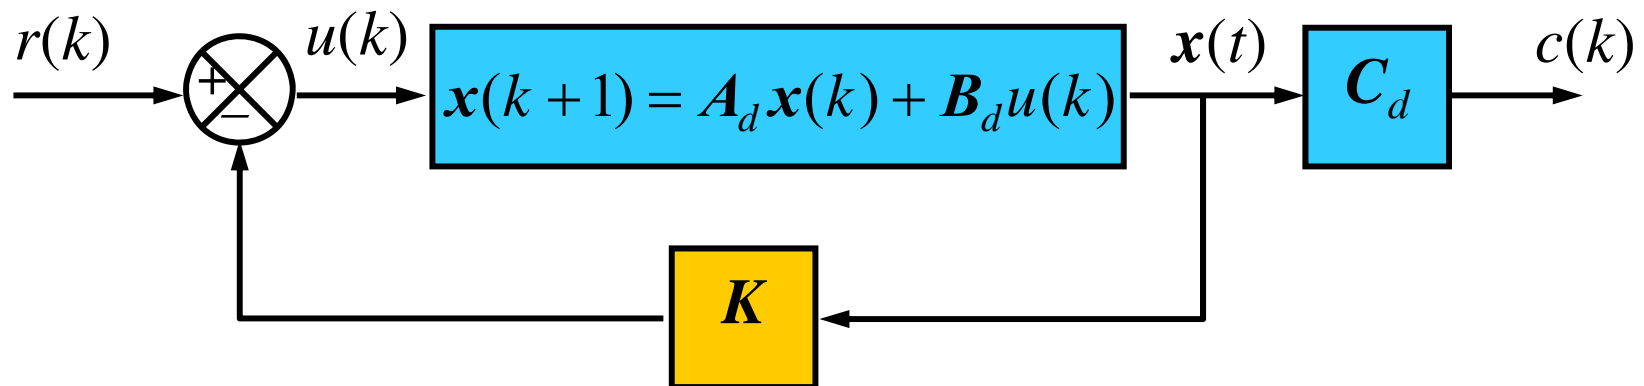 r(k) u(k) x(k + 1) = A_d x(k) + B_d u(k) x(t) C_d c(k)
+
−
K